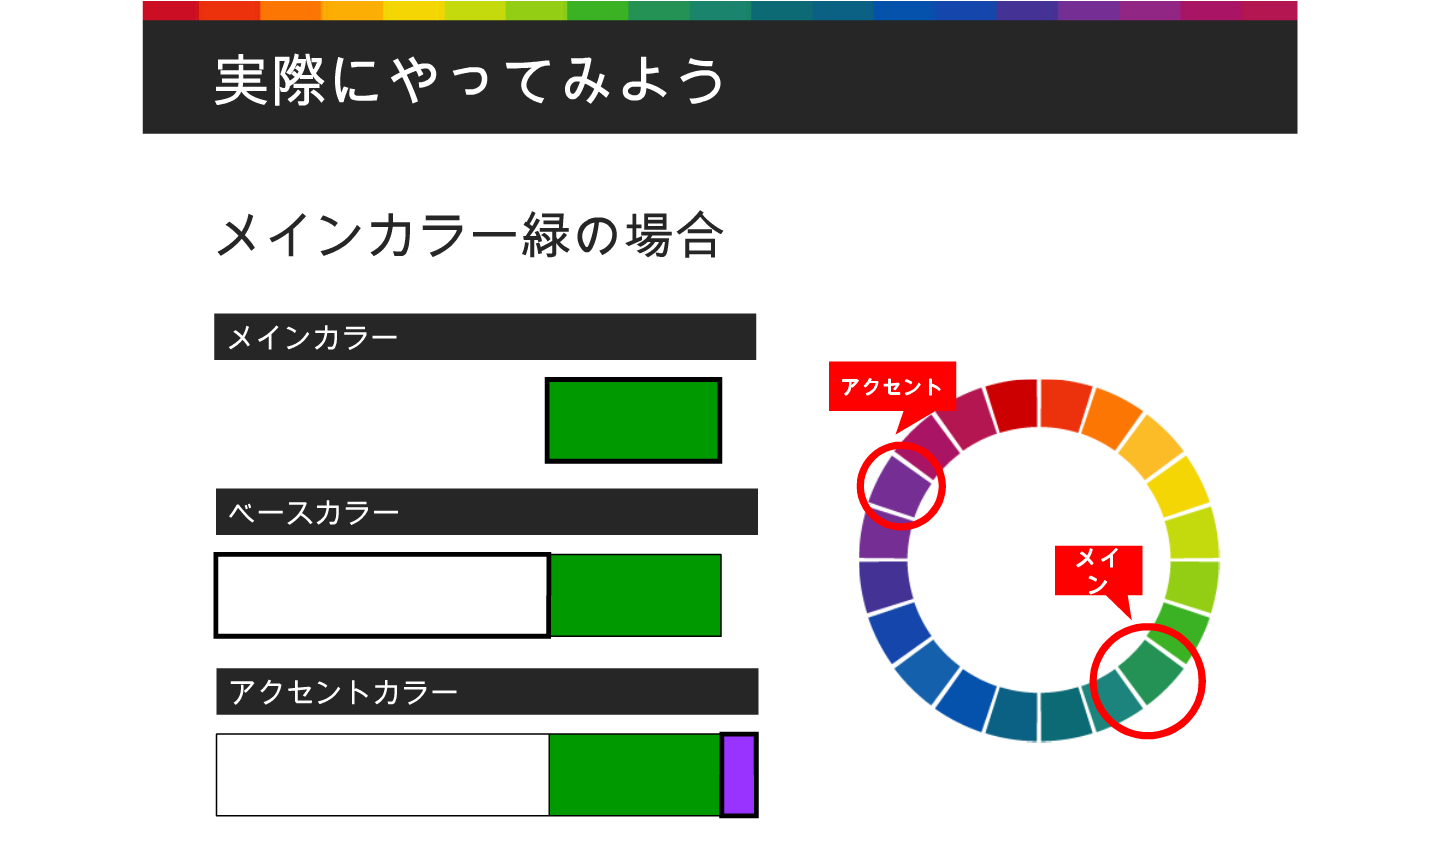 実際にやってみよう
メインカラー緑の場合
メインカラー
ベースカラー
アクセントカラー
アクセント
メイ
ン